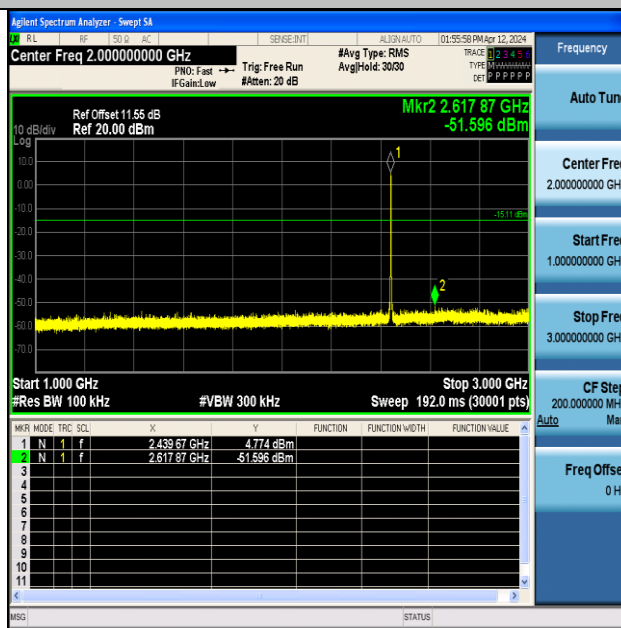 Agilent Spectrum Analyzer - Swept SA
RL RF 50 Ω AC SENSE:INT ALIGN AUTO 01:55:58 PM Apr 12, 2024
Center Freq 2.000000000 GHz
PNO: Fast
IFGain:Low
Trig: Free Run
#Atten: 20 dB
#Avg Type: RMS
Avg|Hold: 30/30
TRACE 1 2 3 4 5 6
TYPE M
DET P P P P P P
Mkr2 2.617 87 GHz
-51.596 dBm
Ref Offset 11.55 dB
10 dB/div Ref 20.00 dBm
Log
10.0
0.00
-10.0
-20.0
-30.0
-40.0
-50.0
-60.0
-70.0
1
-15.11 dBm
2
Start 1.000 GHz Stop 3.000 GHz
#Res BW 100 kHz #VBW 300 kHz Sweep 192.0 ms (30001 pts)
MKR MODE TRC SCL X Y FUNCTION FUNCTION WIDTH FUNCTION VALUE
1 N 1 f 2.439 67 GHz 4.774 dBm
2 N 1 f 2.617 87 GHz -51.596 dBm
3
4
5
6
7
8
9
10
11
MSG STATUS
Frequency
Auto Tun
Center Fre
2.000000000 GH
Start Fre
1.000000000 GH
Stop Fre
3.000000000 GH
CF Ste
200.000000 MH
Auto Ma
Freq Offse
0 H